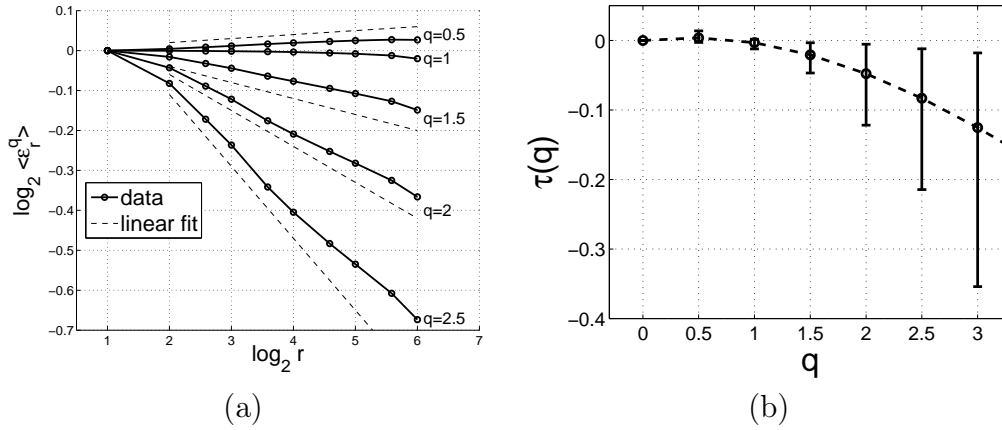 0.1
0
−0.1
−0.2
−0.3
−0.4
−0.5
−0.6
−0.7
log₂ <εᵣ^q>
q=0.5
q=1
q=1.5
q=2
q=2.5
data
linear fit
1 2 3 4 5 6 7
log₂ r
(a)
0
−0.1
−0.2
−0.3
−0.4
τ(q)
0 0.5 1 1.5 2 2.5 3
q
(b)